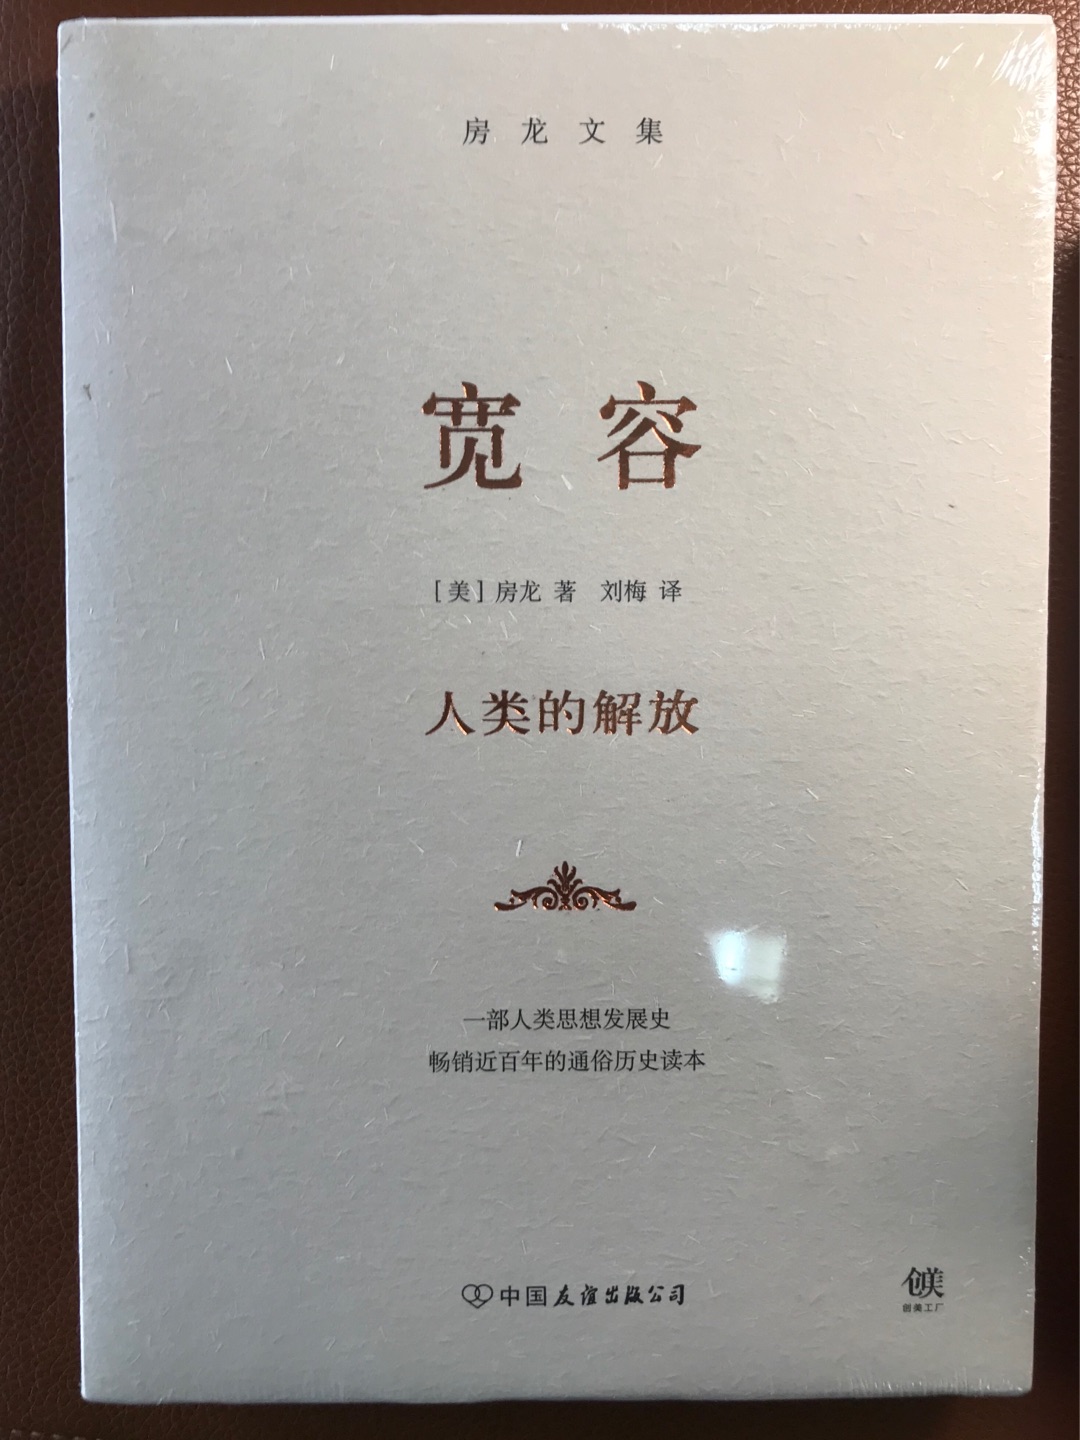 房龙文集
宽容
[美]房龙 著 刘梅 译
人类的解放
一部人类思想发展史
畅销近百年的通俗历史读本
中国友谊出版公司
创美
创美工厂